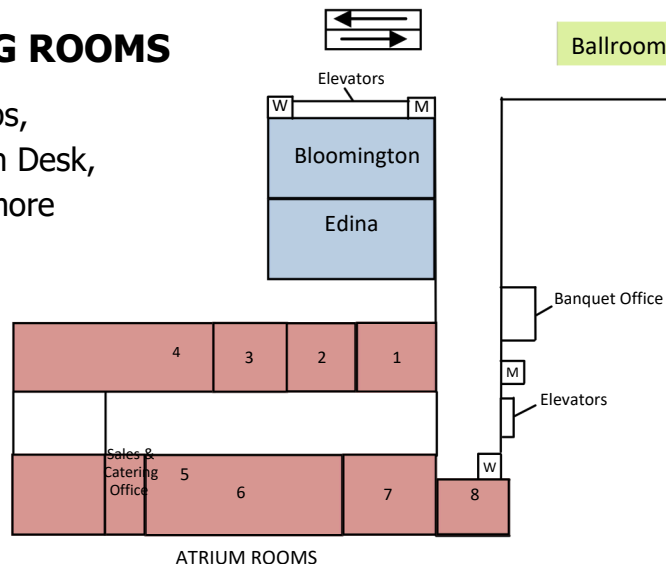 G ROOMS
os,
n Desk,
more
Elevators
W
M
Ballroom
Bloomington
Edina
Banquet Office
4
3
2
1
M
Elevators
W
Sales &
Catering
Office
5
6
7
8
ATRIUM ROOMS